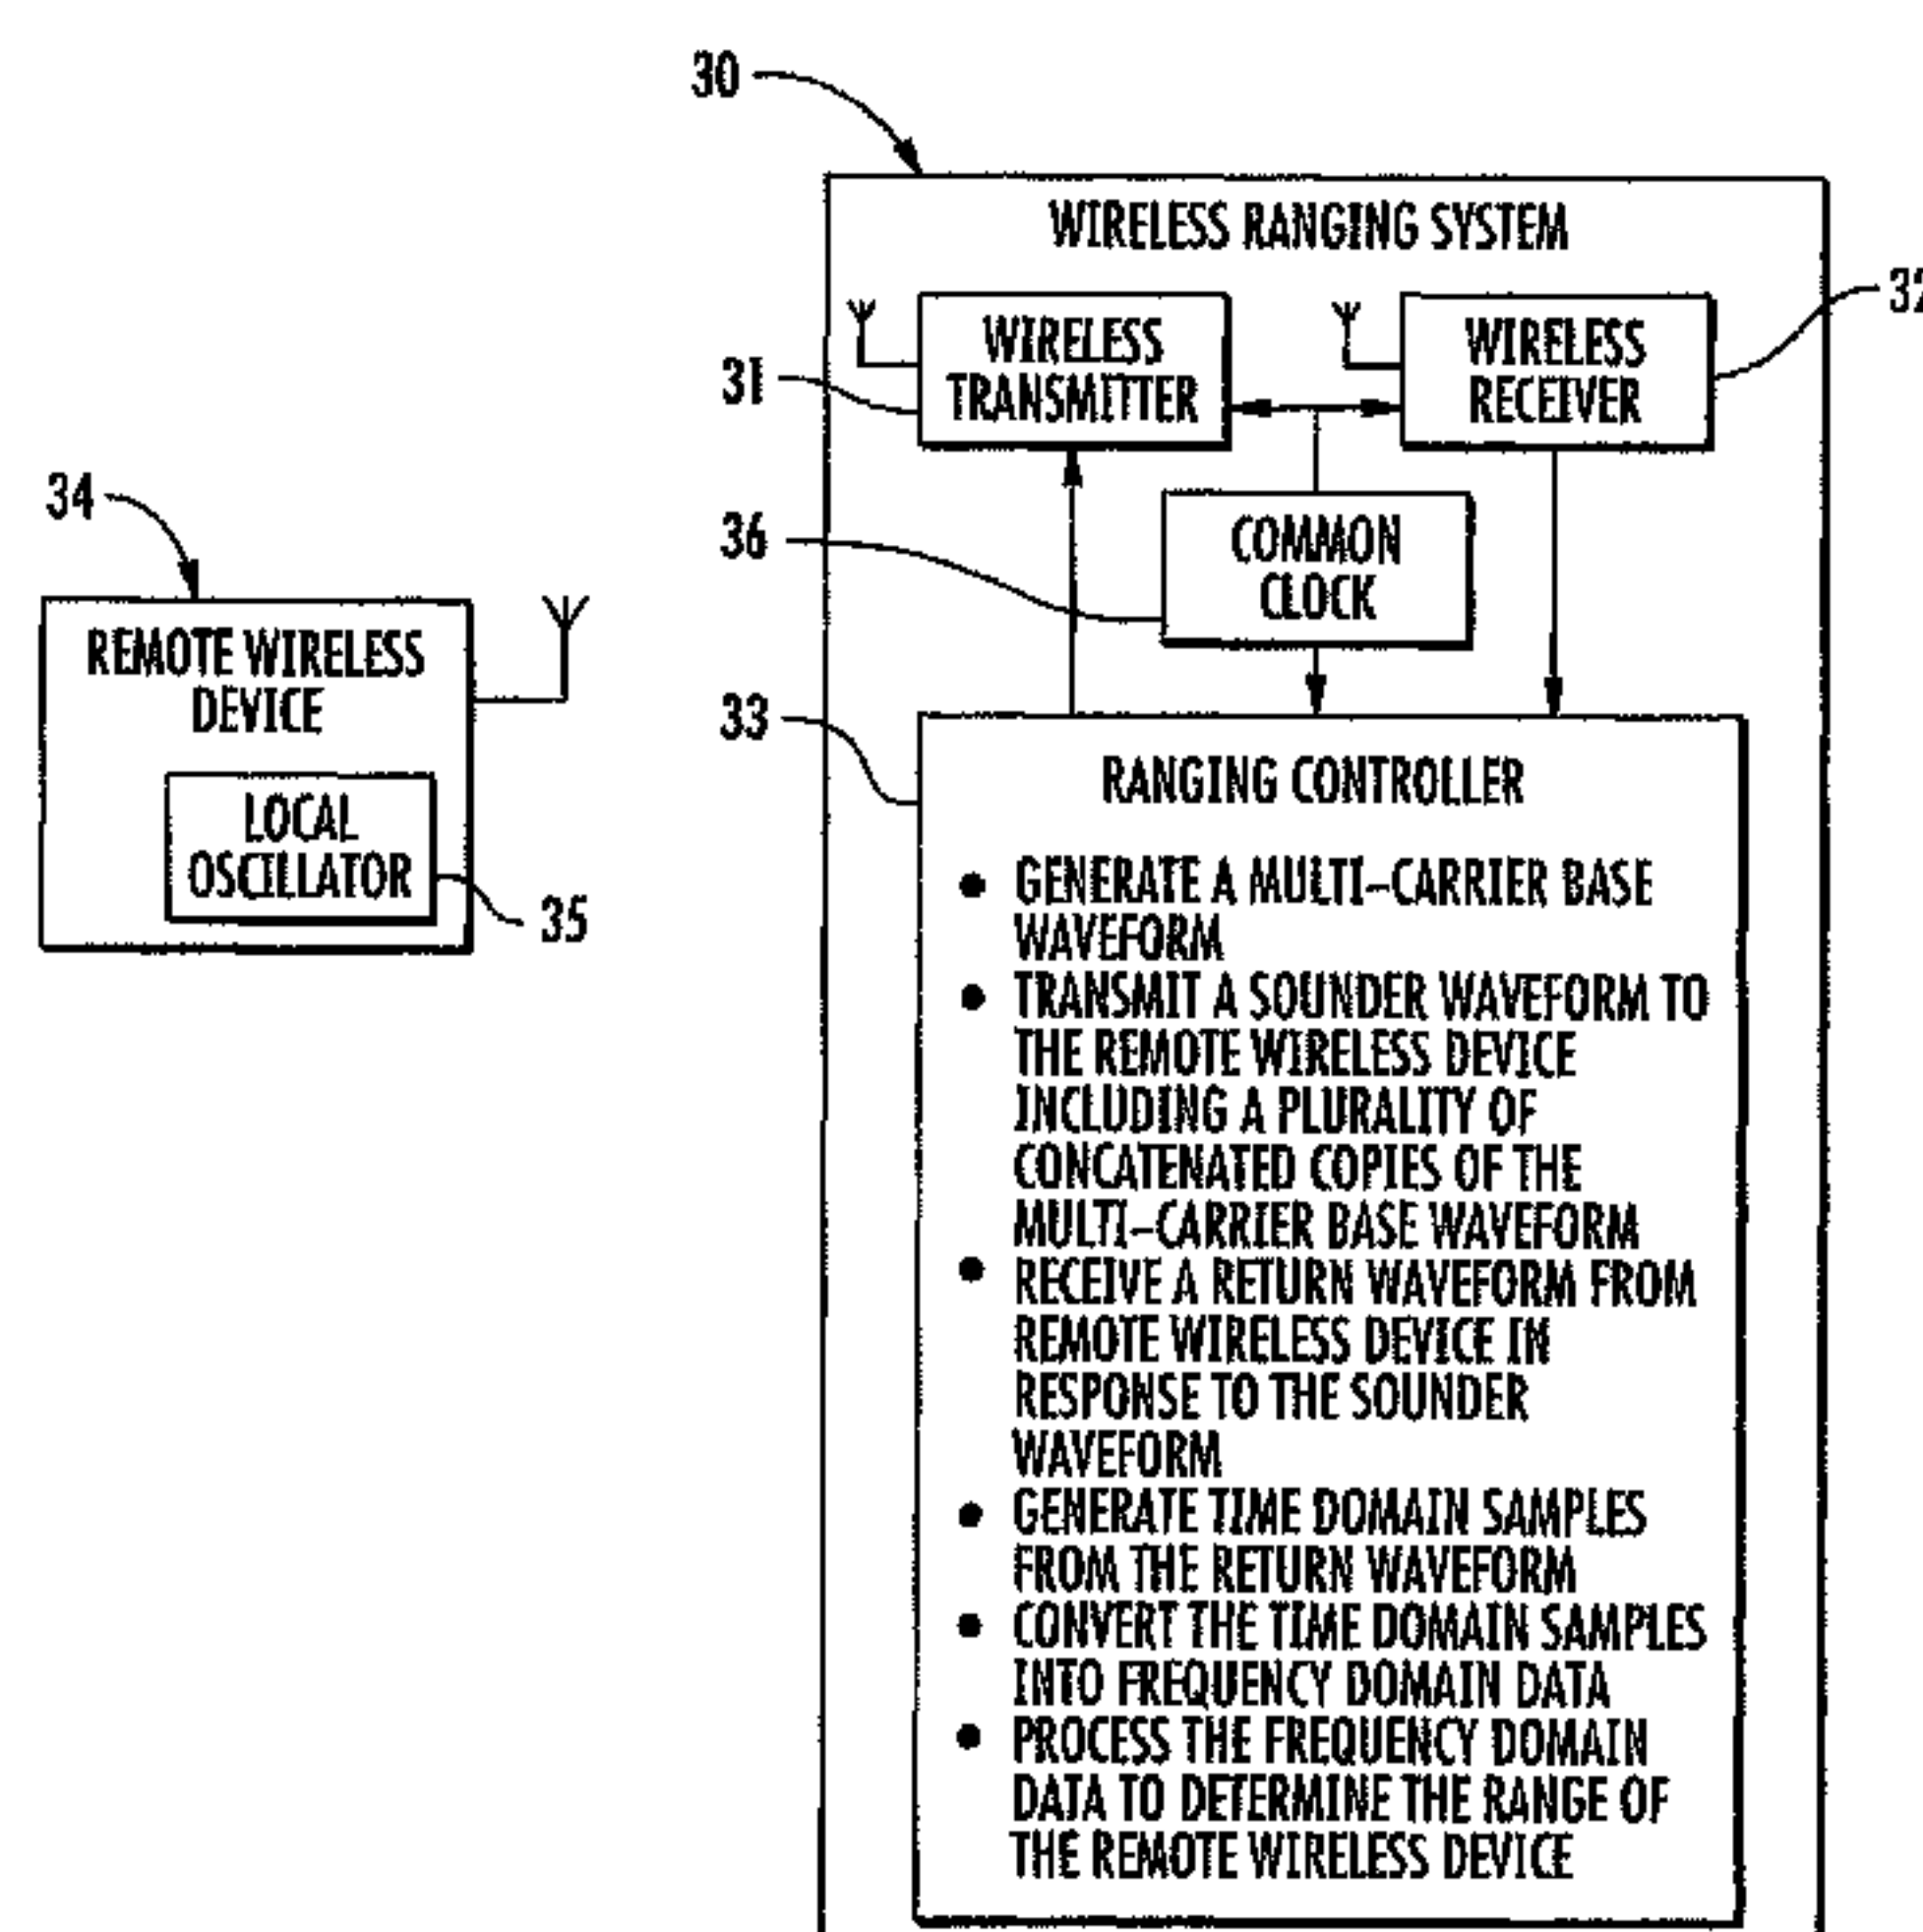 30
WIRELESS RANGING SYSTEM
WIRELESS
TRANSMITTER
WIRELESS
RECEIVER
31
34
36
COMMON
CLOCK
REMOTE WIRELESS
DEVICE
33
LOCAL
OSCILLATOR
35
RANGING CONTROLLER
● GENERATE A MULTI-CARRIER BASE
WAVEFORM
● TRANSMIT A SOUNDER WAVEFORM TO
THE REMOTE WIRELESS DEVICE
INCLUDING A PLURALITY OF
CONCATENATED COPIES OF THE
MULTI-CARRIER BASE WAVEFORM
● RECEIVE A RETURN WAVEFORM FROM
REMOTE WIRELESS DEVICE IN
RESPONSE TO THE SOUNDER
WAVEFORM
● GENERATE TIME DOMAIN SAMPLES
FROM THE RETURN WAVEFORM
● CONVERT THE TIME DOMAIN SAMPLES
INTO FREQUENCY DOMAIN DATA
● PROCESS THE FREQUENCY DOMAIN
DATA TO DETERMINE THE RANGE OF
THE REMOTE WIRELESS DEVICE